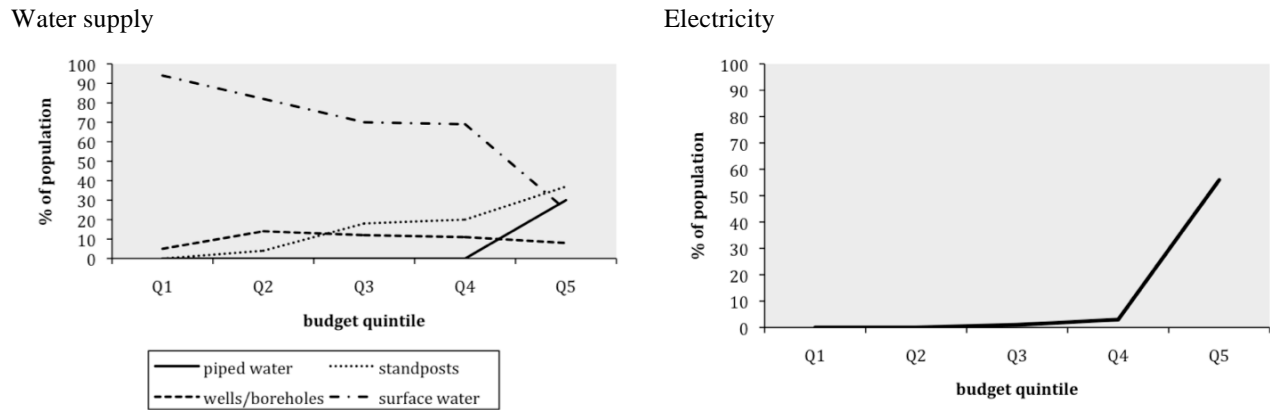 Water supply
100
90
80
70
60
50
40
30
20
10
0
% of population
Q1 Q2 Q3 Q4 Q5
budget quintile
piped water standposts
wells/boreholes surface water
Electricity
100
90
80
70
60
50
40
30
20
10
0
% of population
Q1 Q2 Q3 Q4 Q5
budget quintile